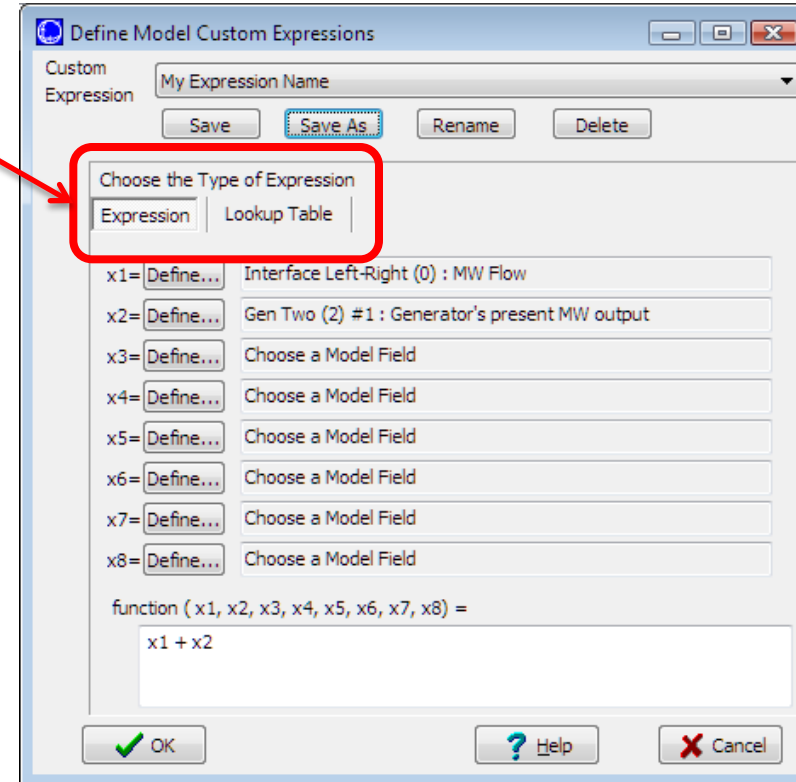 Define Model Custom Expressions
Custom
Expression
My Expression Name
Save Save As Rename Delete
Choose the Type of Expression
Expression Lookup Table
x1= Define... Interface Left-Right (0) : MW Flow
x2= Define... Gen Two (2) #1 : Generator's present MW output
x3= Define... Choose a Model Field
x4= Define... Choose a Model Field
x5= Define... Choose a Model Field
x6= Define... Choose a Model Field
x7= Define... Choose a Model Field
x8= Define... Choose a Model Field
function ( x1, x2, x3, x4, x5, x6, x7, x8) =
x1 + x2
OK ? Help Cancel